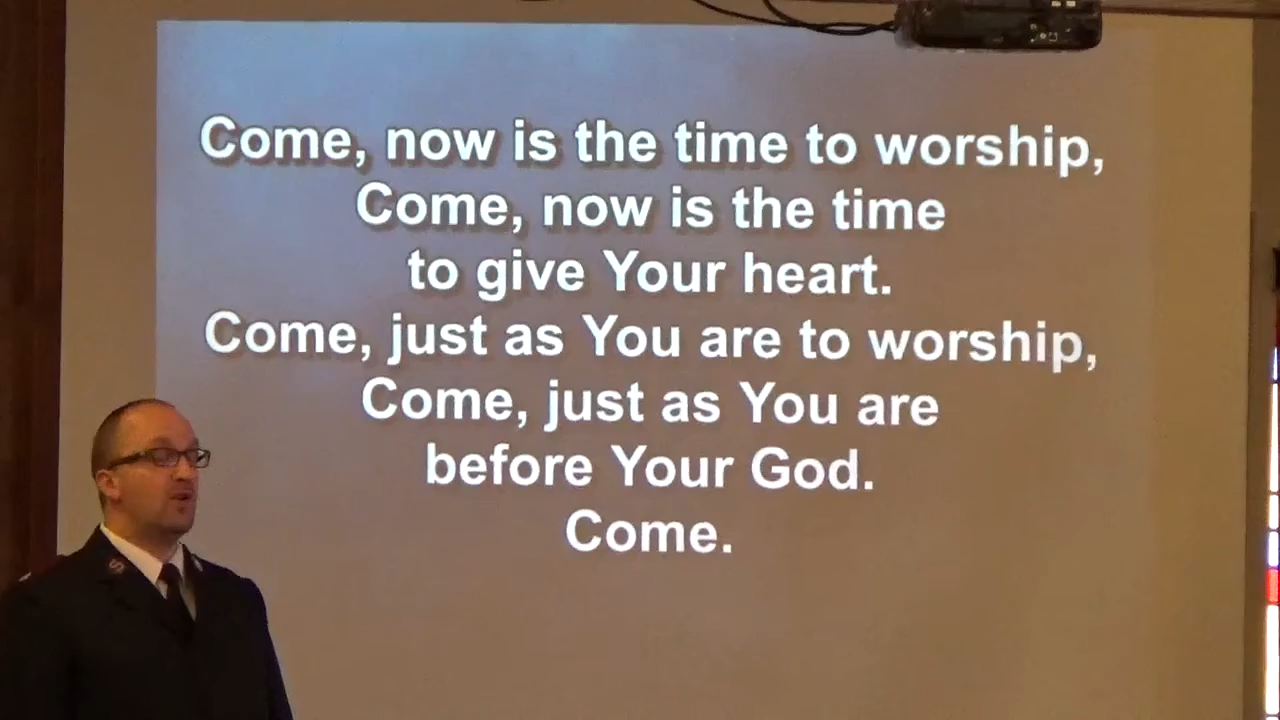 Come, now is the time to worship,
Come, now is the time
to give Your heart.
Come, just as You are to worship,
Come, just as You are
before Your God.
Come.
S